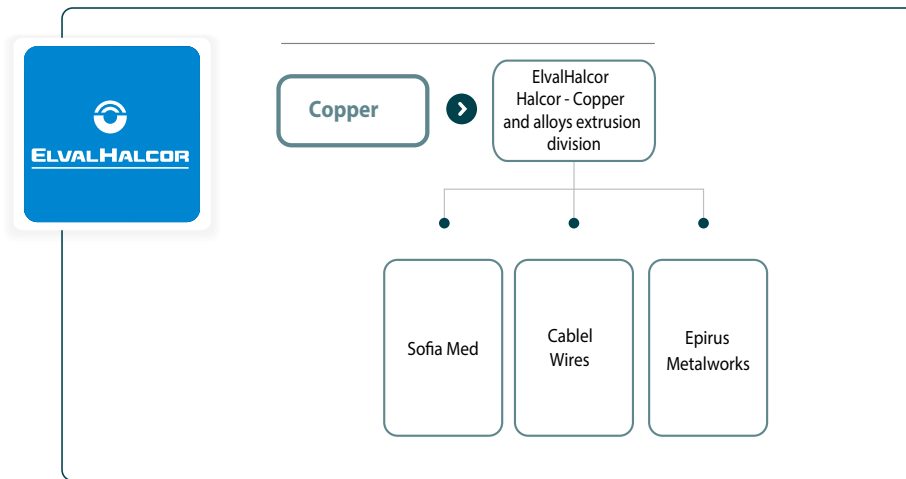 ELVALHALCOR
Copper
ElvalHalcor
Halcor - Copper
and alloys extrusion
division
Sofia Med
Cablel
Wires
Epirus
Metalworks